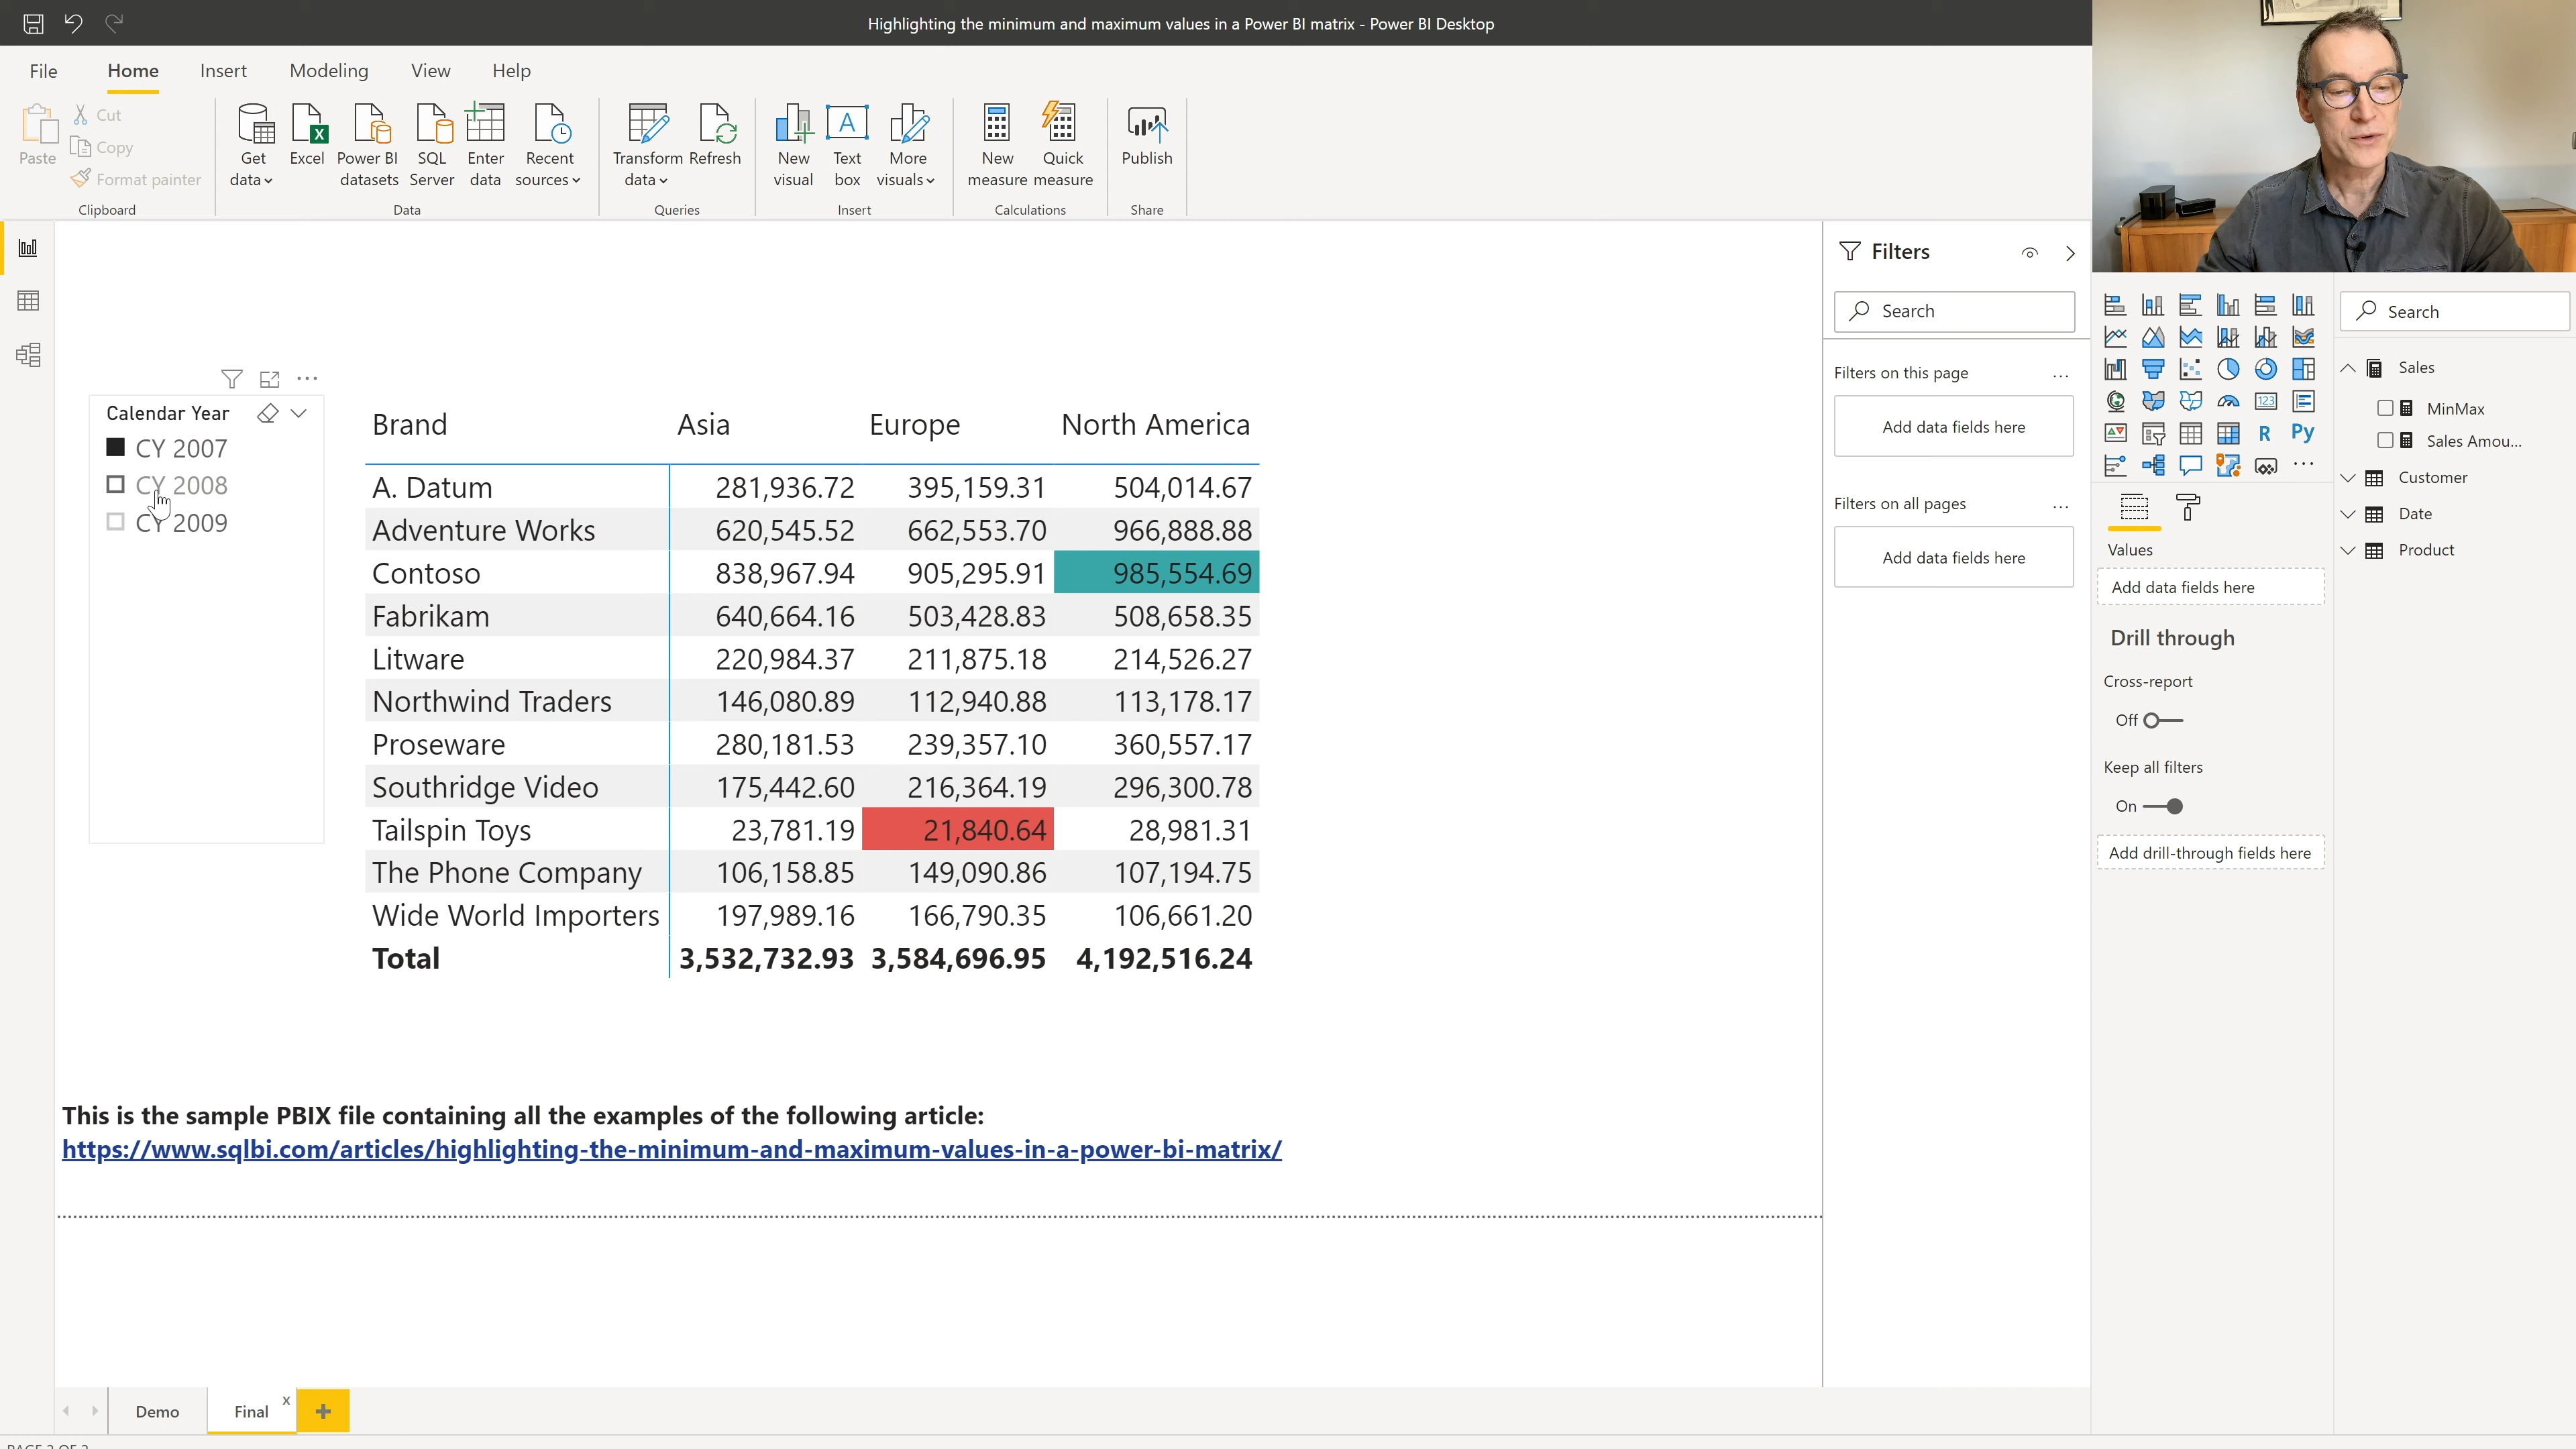 Highlighting the minimum and maximum values in a Power BI matrix - Power BI Desktop
File Home Insert Modeling View Help
Paste
Cut
Copy
Format painter
Clipboard
Get data
Excel
Power BI datasets
SQL Server
Enter data
Recent sources
Data
Transform data
Refresh
Queries
New visual
Text box
More visuals
Insert
New measure
Quick measure
Calculations
Publish
Share
Calendar Year
CY 2007
CY 2008
CY 2009
Brand Asia Europe North America
A. Datum 281,936.72 395,159.31 504,014.67
Adventure Works 620,545.52 662,553.70 966,888.88
Contoso 838,967.94 905,295.91 985,554.69
Fabrikam 640,664.16 503,428.83 508,658.35
Litware 220,984.37 211,875.18 214,526.27
Northwind Traders 146,080.89 112,940.88 113,178.17
Proseware 280,181.53 239,357.10 360,557.17
Southridge Video 175,442.60 216,364.19 296,300.78
Tailspin Toys 23,781.19 21,840.64 28,981.31
The Phone Company 106,158.85 149,090.86 107,194.75
Wide World Importers 197,989.16 166,790.35 106,661.20
Total 3,532,732.93 3,584,696.95 4,192,516.24
This is the sample PBIX file containing all the examples of the following article:
https://www.sqlbi.com/articles/highlighting-the-minimum-and-maximum-values-in-a-power-bi-matrix/
Filters
Search
Filters on this page ...
Add data fields here
Filters on all pages ...
Add data fields here
123
R Py
Values
Add data fields here
Drill through
Cross-report
Off
Keep all filters
On
Add drill-through fields here
Search
Sales
MinMax
Sales Amou...
Customer
Date
Product
Demo
Final x
+